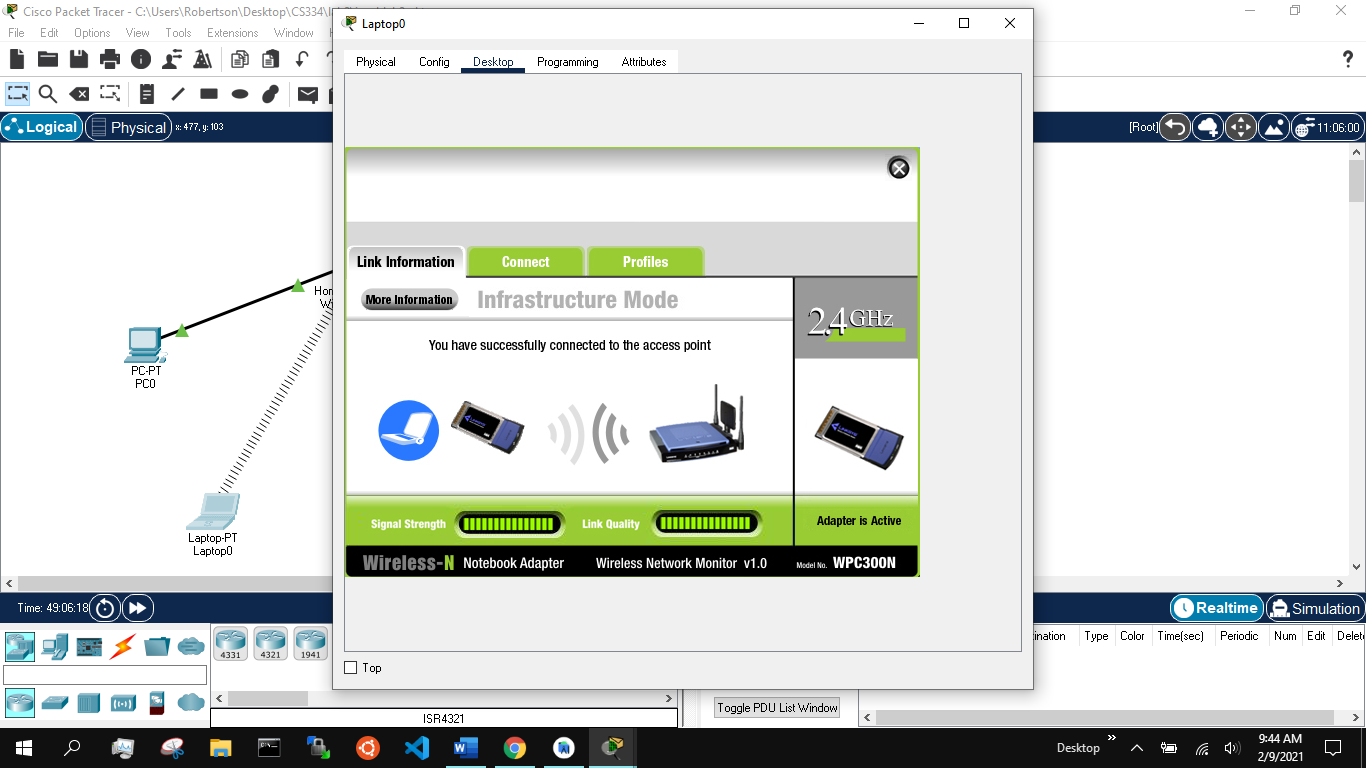 Cisco Packet Tracer - C:\Users\Robertson\Desktop\CS334\
Laptop0
File Edit Options View Tools Extensions Window
Physical Config Desktop Programming Attributes
Logical Physical x: 477, y: 103
[Root] 11:06:00
Link Information Connect Profiles
More Information Infrastructure Mode
2.4GHz
You have successfully connected to the access point
PC-PT
PC0
Laptop-PT
Laptop0
Signal Strength Link Quality Adapter is Active
Wireless-N Notebook Adapter Wireless Network Monitor v1.0 Model No. WPC300N
Time: 49:06:18
Realtime Simulation
4331 4321 1941
Type Color Time(sec) Periodic Num Edit
Top
Toggle PDU List Window
ISR4321
Desktop
9:44 AM
2/9/2021